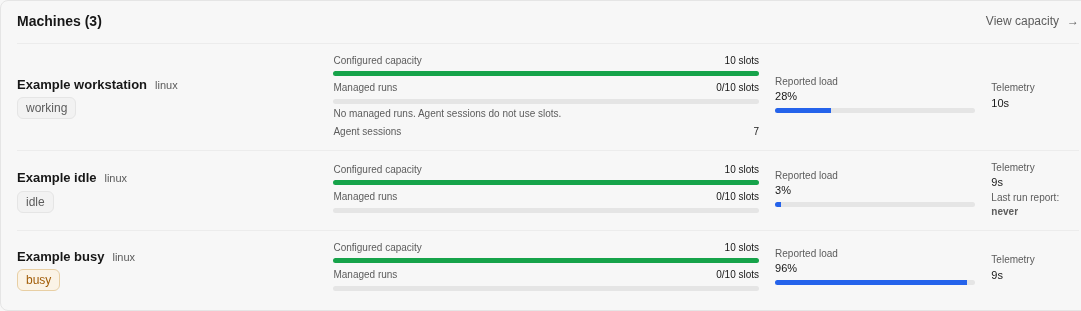 Machines (3)
View capacity →
Example workstation linux
working
Configured capacity 10 slots
Managed runs 0/10 slots
No managed runs. Agent sessions do not use slots.
Agent sessions 7
Reported load
28%
Telemetry
10s
Example idle linux
idle
Configured capacity 10 slots
Managed runs 0/10 slots
Reported load
3%
Telemetry
9s
Last run report:
never
Example busy linux
busy
Configured capacity 10 slots
Managed runs 0/10 slots
Reported load
96%
Telemetry
9s